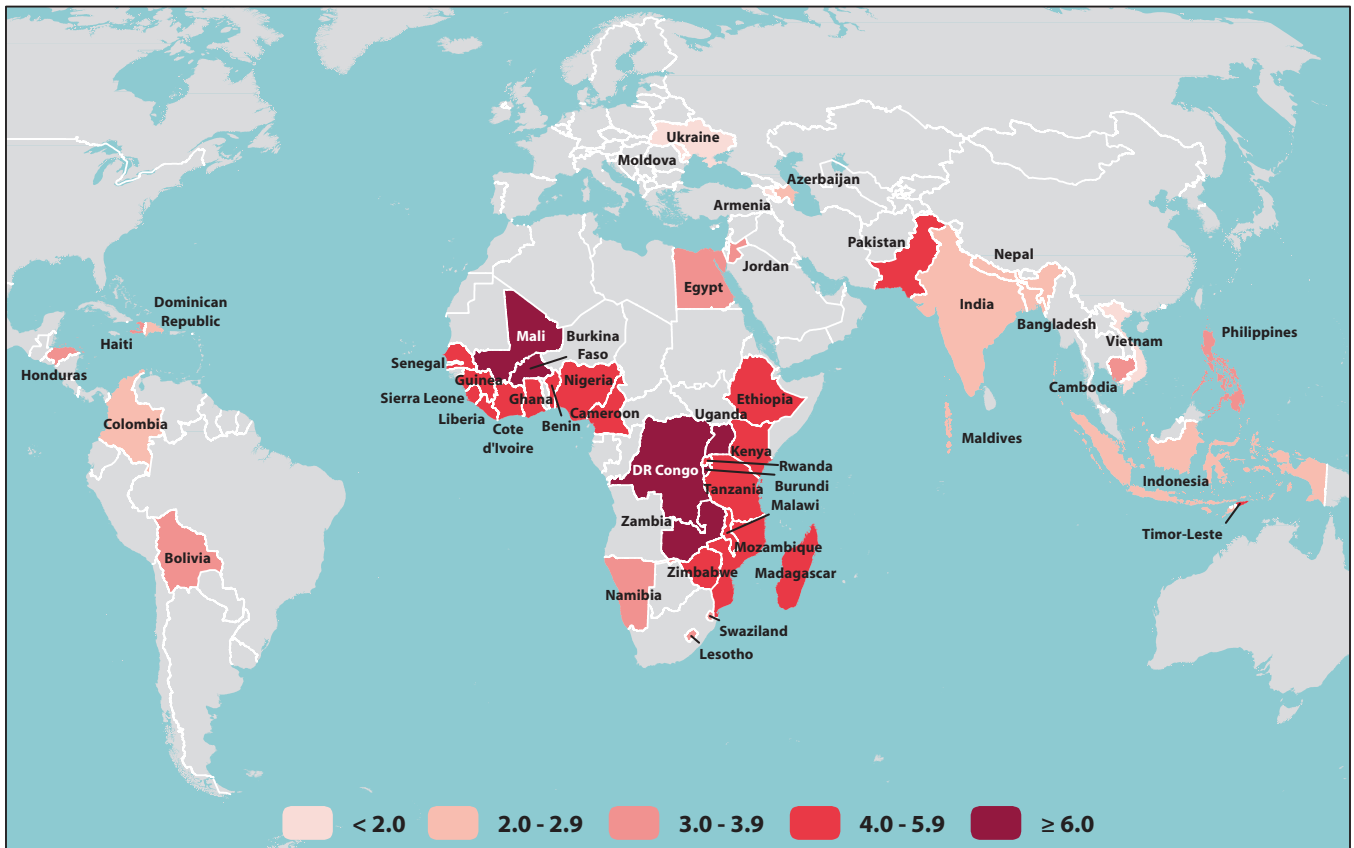 Ukraine
Moldova
Azerbaijan
Armenia
Pakistan
Nepal
Jordan
Egypt
India
Dominican
Republic
Haiti
Honduras
Colombia
Bolivia
Mali
Burkina
Faso
Senegal
Guinea
Nigeria
Sierra Leone
Ghana
Liberia
Cote
d'Ivoire
Benin
Cameroon
Ethiopia
Uganda
Kenya
DR Congo
Rwanda
Burundi
Tanzania
Malawi
Zambia
Mozambique
Zimbabwe
Madagascar
Namibia
Swaziland
Lesotho
Bangladesh
Vietnam
Philippines
Cambodia
Maldives
Indonesia
Timor-Leste
< 2.0
2.0 - 2.9
3.0 - 3.9
4.0 - 5.9
≥ 6.0